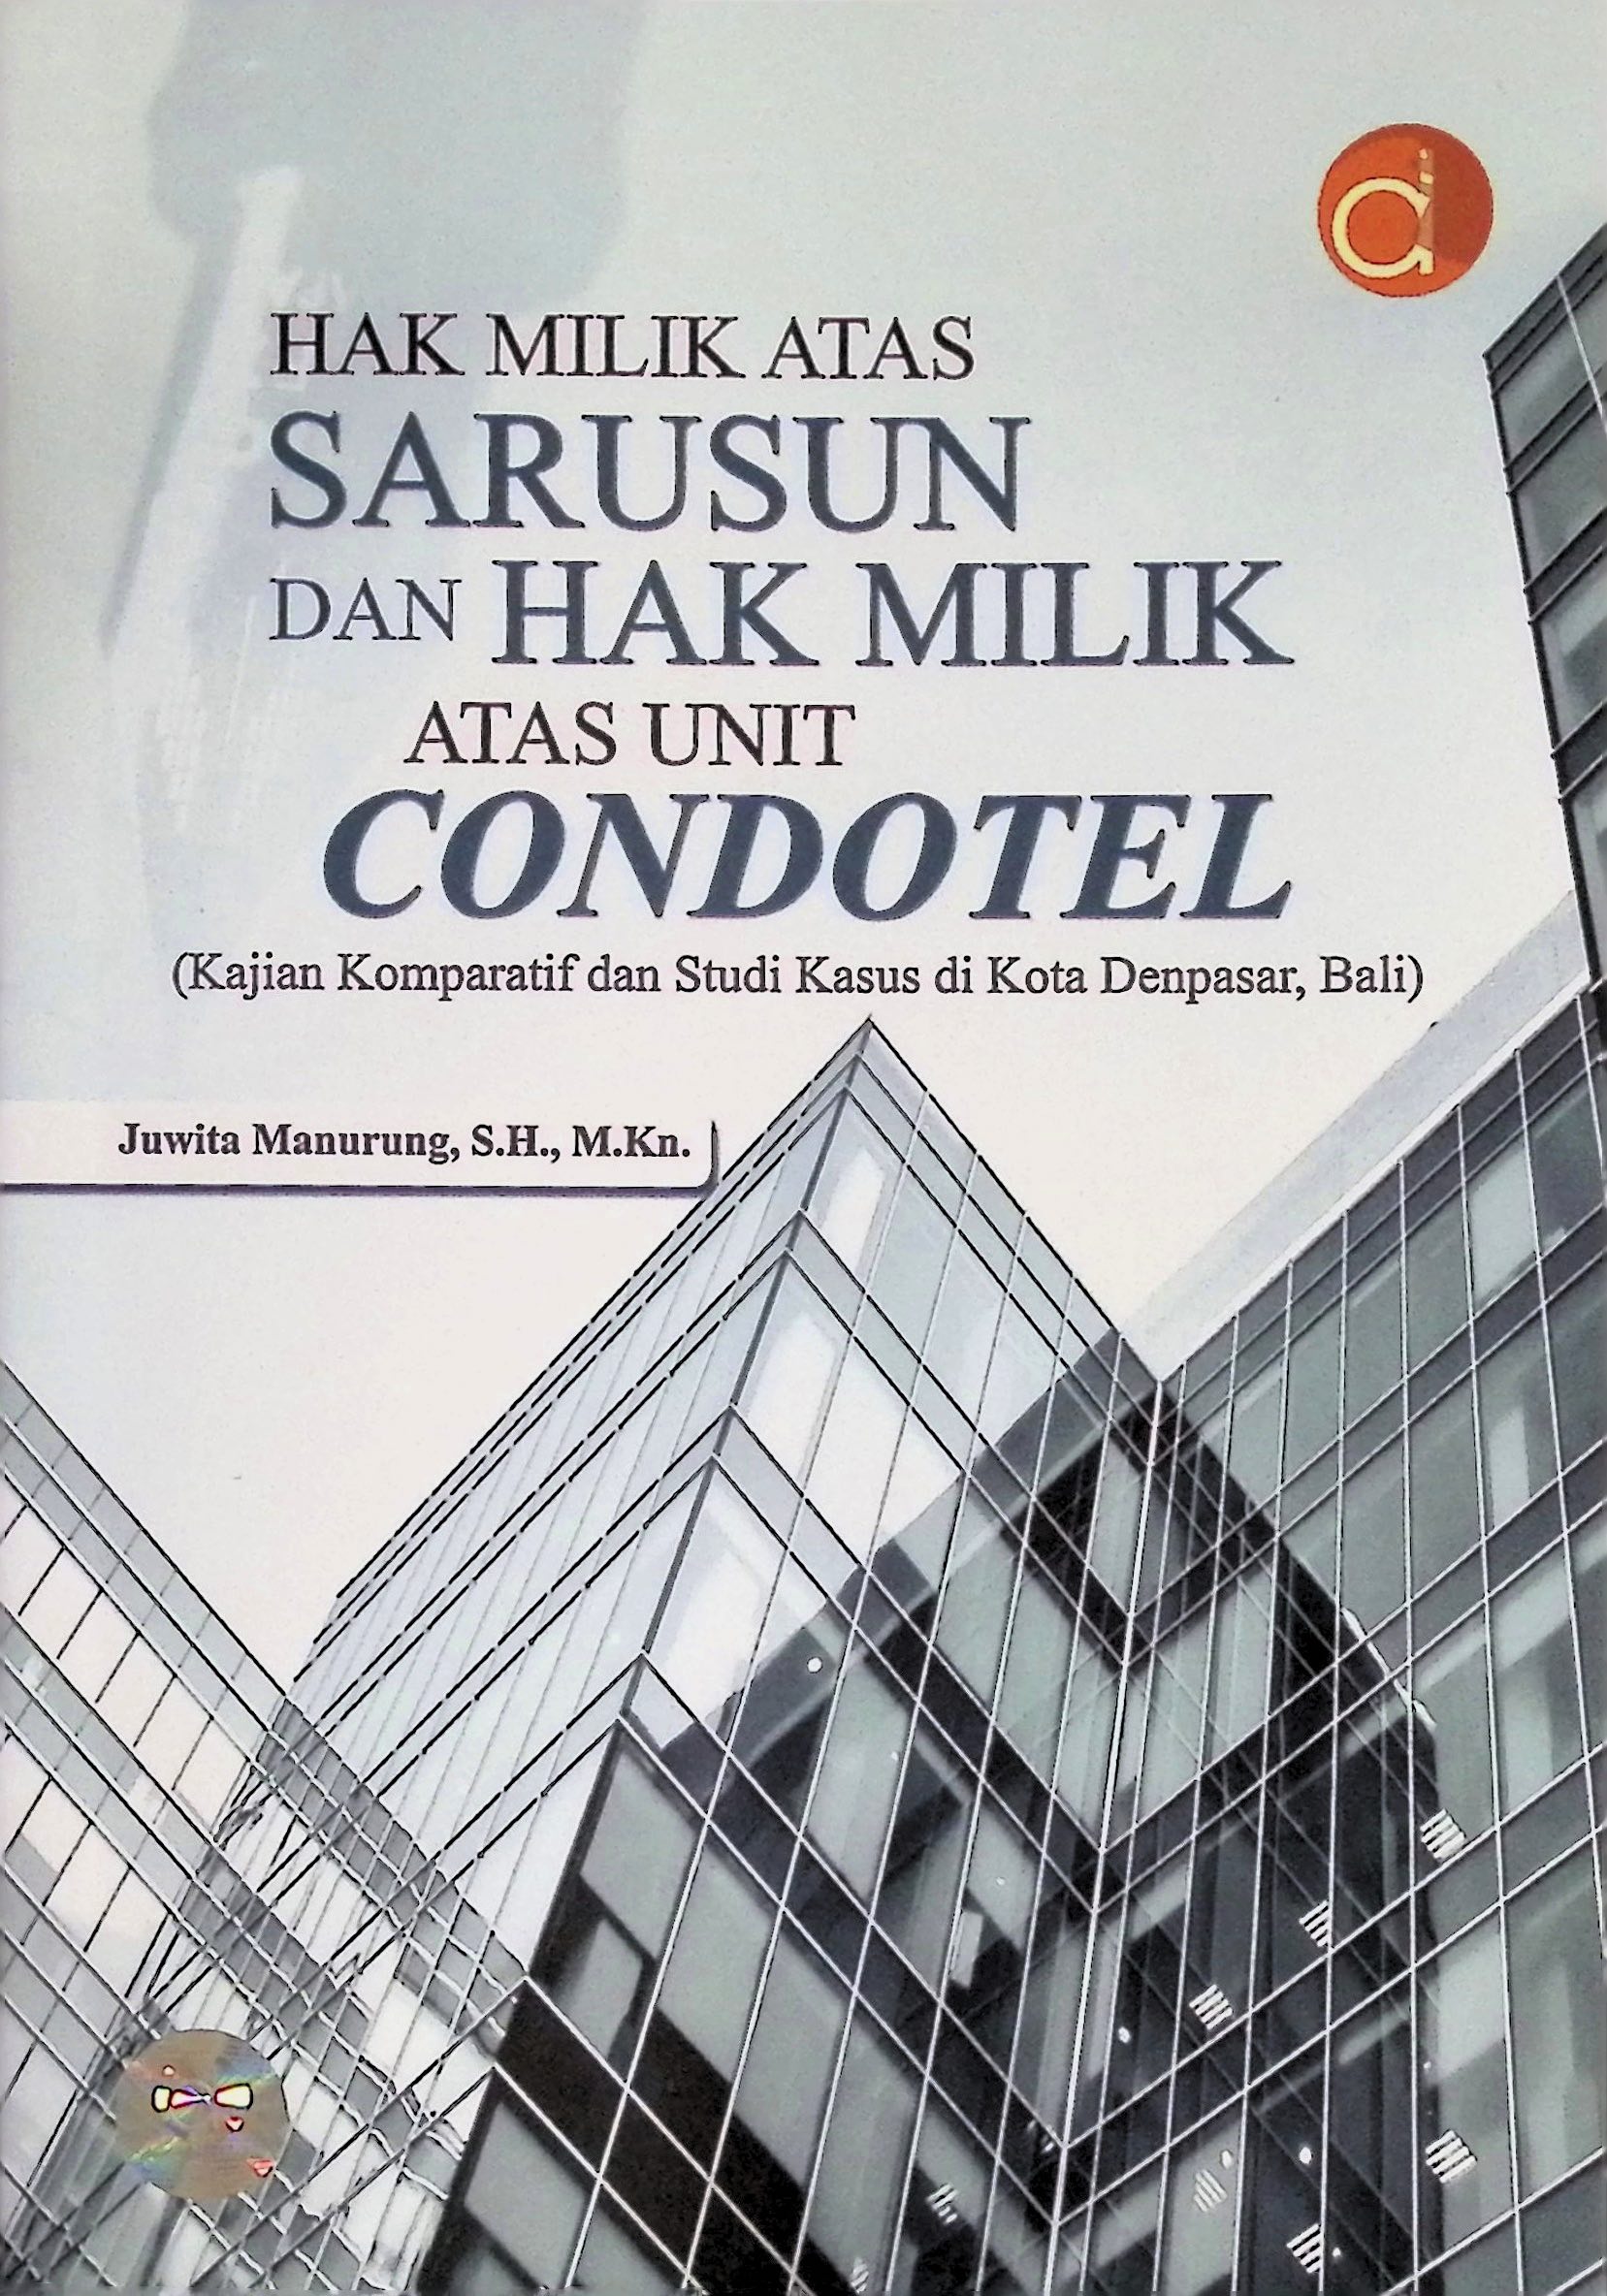 HAK MILIK ATAS
SARUSUN
DAN HAK MILIK
ATAS UNIT
CONDOTEL
(Kajian Komparatif dan Studi Kasus di Kota Denpasar, Bali)
Juwita Manurung, S.H., M.Kn.